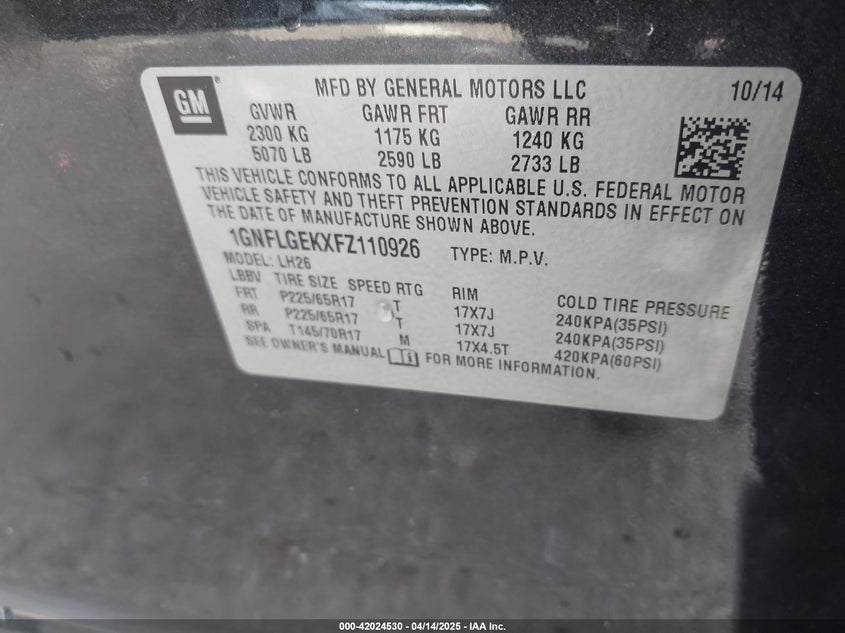 GM
MFD BY GENERAL MOTORS LLC 10/14
GVWR GAWR FRT GAWR RR
2300 KG 1175 KG 1240 KG
5070 LB 2590 LB 2733 LB
THIS VEHICLE CONFORMS TO ALL APPLICABLE U.S. FEDERAL MOTOR
VEHICLE SAFETY AND THEFT PREVENTION STANDARDS IN EFFECT ON
THE DATE OF MANUFACTURE SHOWN ABOVE.
1GNFLGEKXFZ110926 TYPE: M.P.V.
MODEL: LH26
LBBV TIRE SIZE SPEED RTG RIM COLD TIRE PRESSURE
FRT P225/65R17 T 17X7J 240KPA(35PSI)
RR P225/65R17 T 17X7J 240KPA(35PSI)
SPA T145/70R17 M 17X4.5T 420KPA(60PSI)
SEE OWNER'S MANUAL FOR MORE INFORMATION.
000-42024530 - 04/14/2025 - IAA Inc.